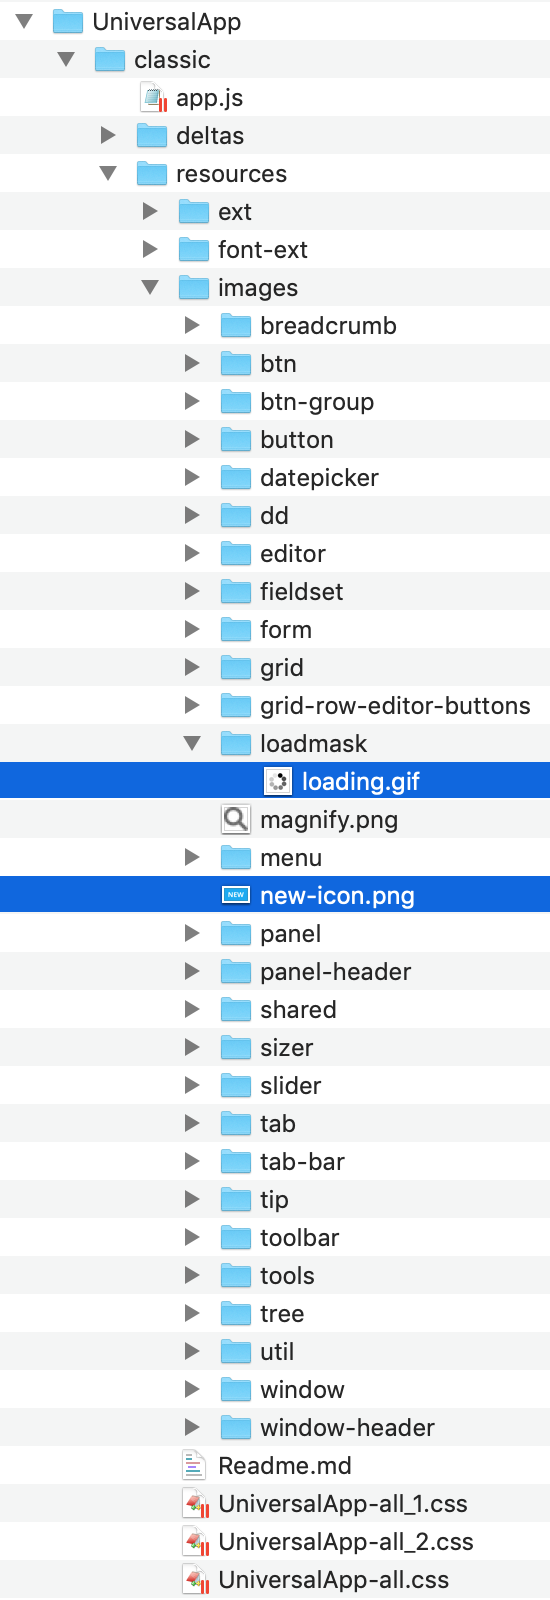 UniversalApp
classic
app.js
deltas
resources
ext
font-ext
images
breadcrumb
btn
btn-group
button
datepicker
dd
editor
fieldset
form
grid
grid-row-editor-buttons
loadmask
loading.gif
magnify.png
menu
NEW new-icon.png
panel
panel-header
shared
sizer
slider
tab
tab-bar
tip
toolbar
tools
tree
util
window
window-header
Readme.md
UniversalApp-all_1.css
UniversalApp-all_2.css
UniversalApp-all.css